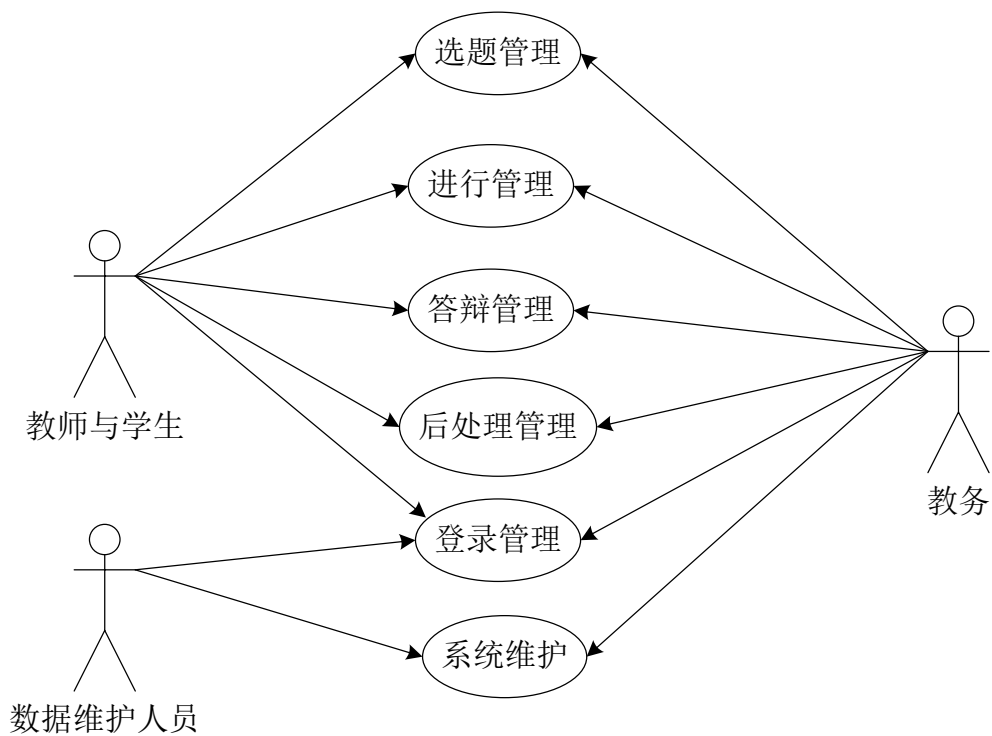 选题管理
进行管理
答辩管理
教师与学生
后处理管理
教务
登录管理
系统维护
数据维护人员